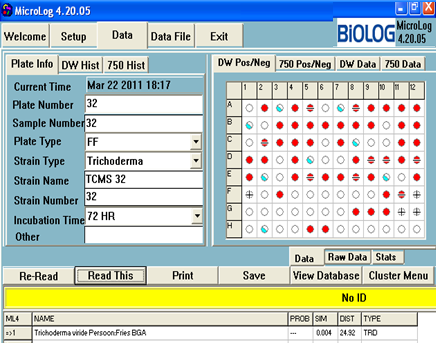 MicroLog 4.20.05
Welcome Setup Data Data File Exit
BiOLOG MicroLog 4.20.05
Plate Info DW Hist 750 Hist
Current Time Mar 22 2011 18:17
Plate Number 32
Sample Number 32
Plate Type FF
Strain Type Trichoderma
Strain Name TCMS 32
Strain Number 32
Incubation Time 72 HR
Other
DW Pos/Neg 750 Pos/Neg DW Data 750 Data
1 2 3 4 5 6 7 8 9 10 11 12
A
B
C
D
E
F
G
H
Data Raw Data Stats
Re-Read Read This Print Save View Database Cluster Menu
No ID
ML4 NAME PROB SIM DIST TYPE
=>1 Trichoderma viride Persoon:Fries BGA --- 0.004 24.92 TRD